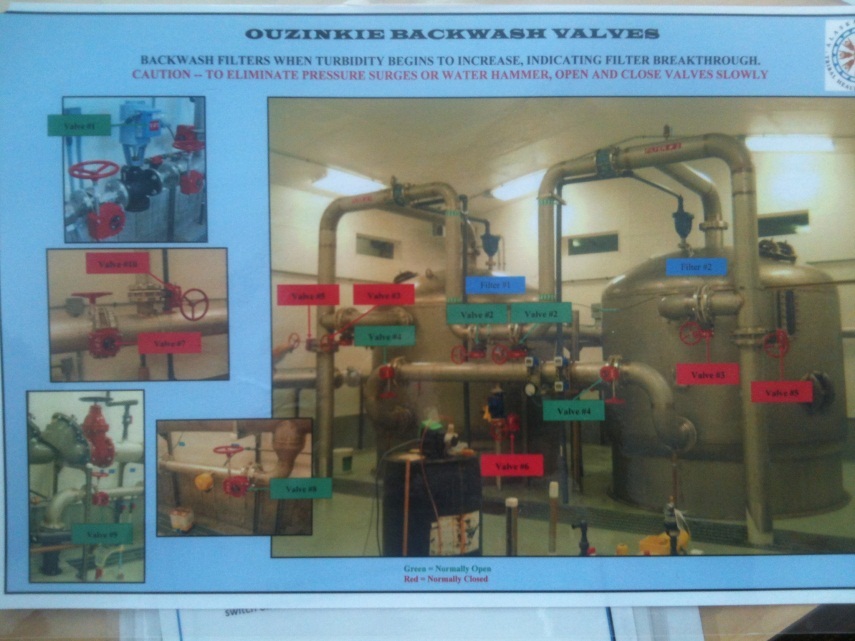 OUZINKIE BACKWASH VALVES
BACKWASH FILTERS WHEN TURBIDITY BEGINS TO INCREASE, INDICATING FILTER BREAKTHROUGH.
CAUTION -- TO ELIMINATE PRESSURE SURGES OR WATER HAMMER, OPEN AND CLOSE VALVES SLOWLY
Valve #1
Valve #10
Valve #7
Filter #1
Filter #2
Valve #3
Valve #2
Valve #2
Valve #4
Valve #3
Valve #5
Valve #4
Valve #6
Valve
Valve
Valve
Valve
Green = Normally Open
Red = Normally Closed